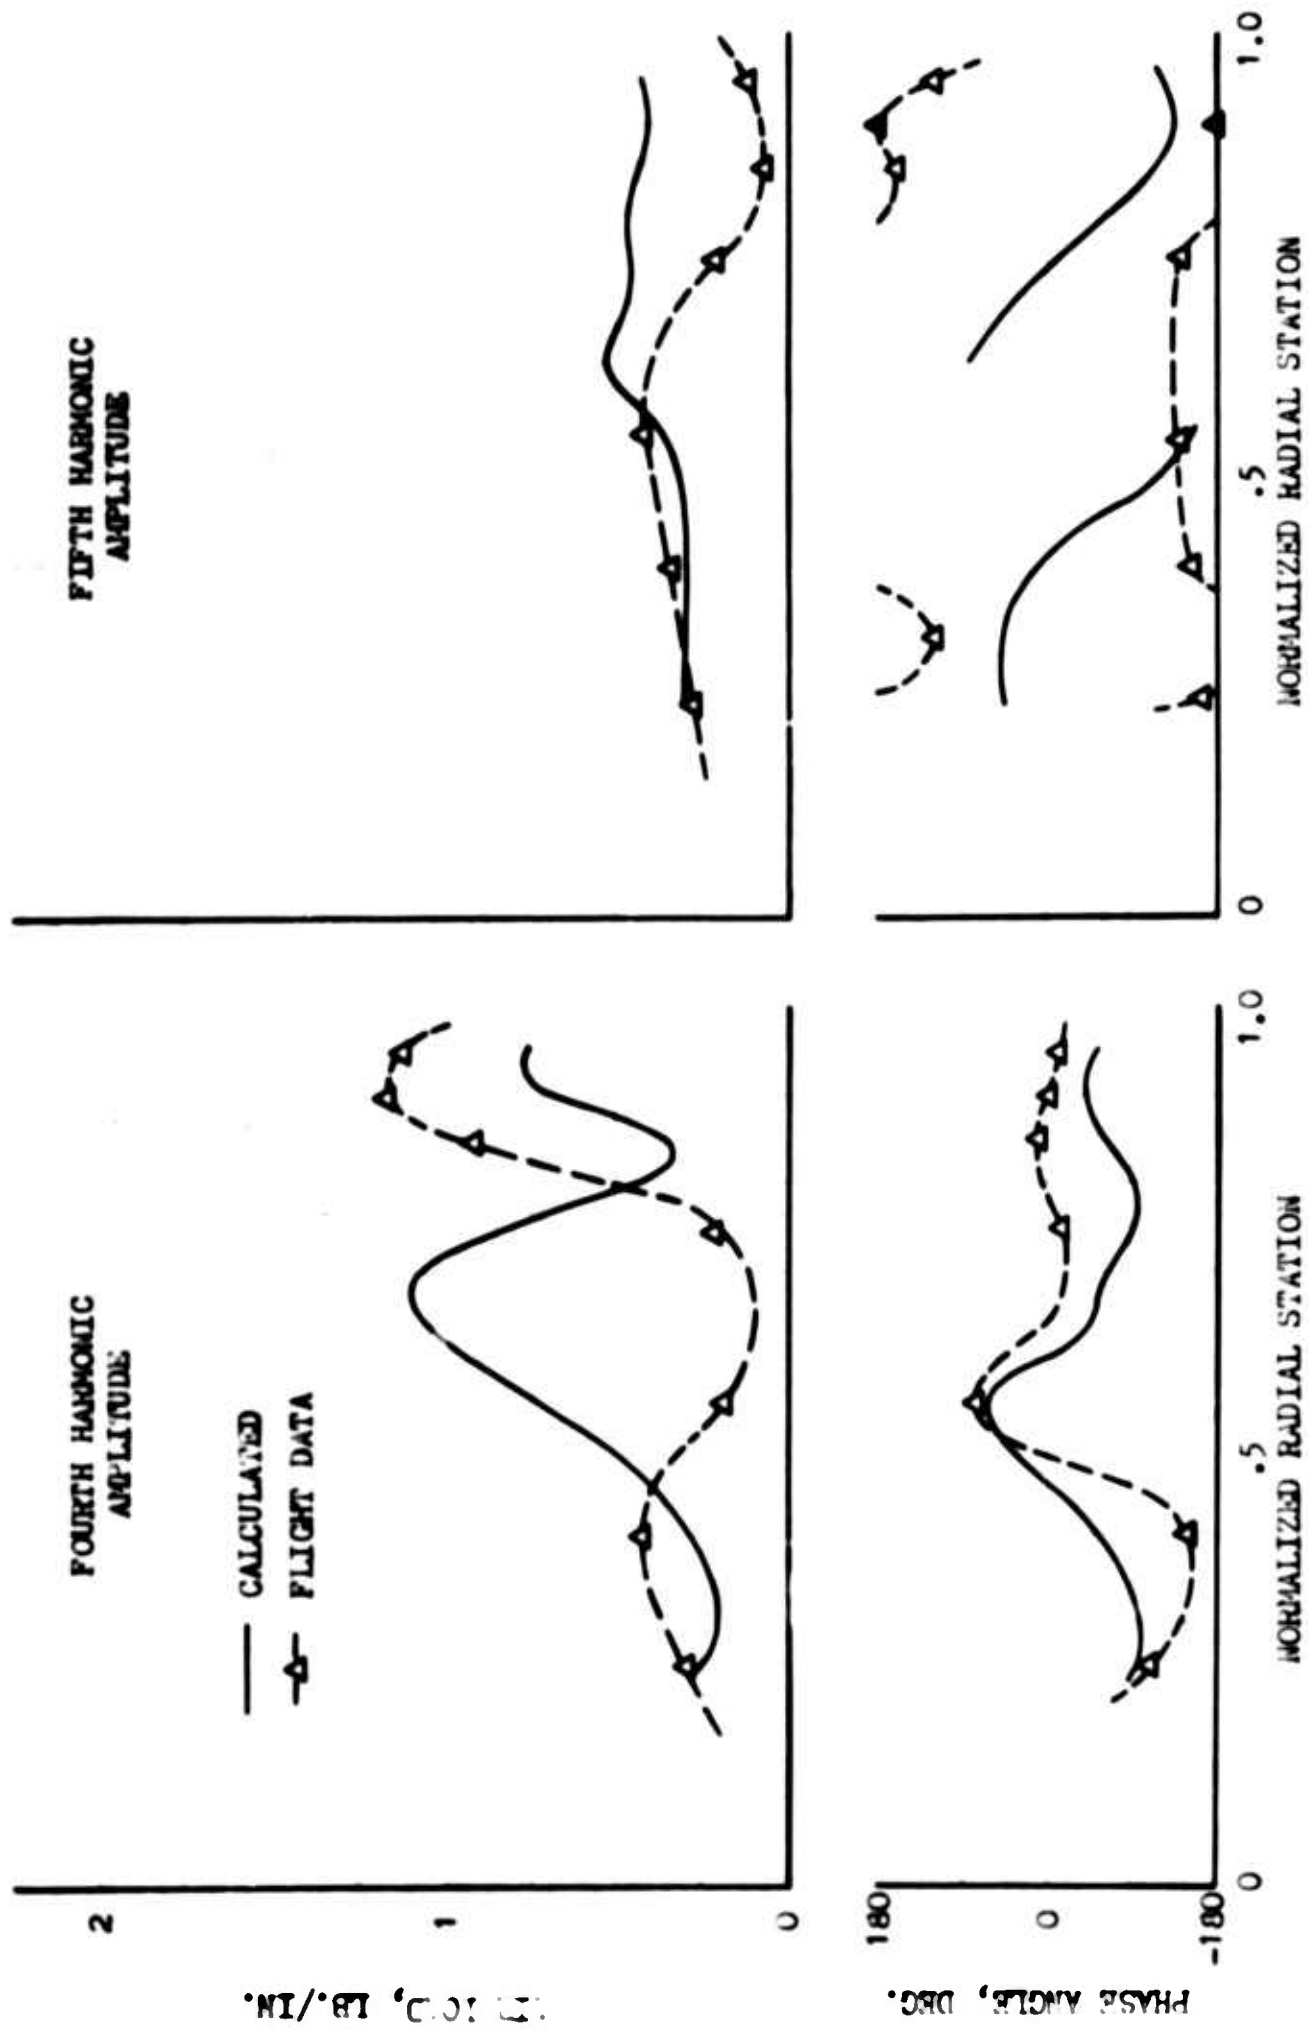 FOURTH HARMONIC
AMPLITUDE
CALCULATED
FLIGHT DATA
2
1
0
LB./IN.
180
0
-180
PHASE ANGLE, DEG.
0
.5
1.0
NORMALIZED RADIAL STATION
FIFTH HARMONIC
AMPLITUDE
0
.5
1.0
NORMALIZED RADIAL STATION